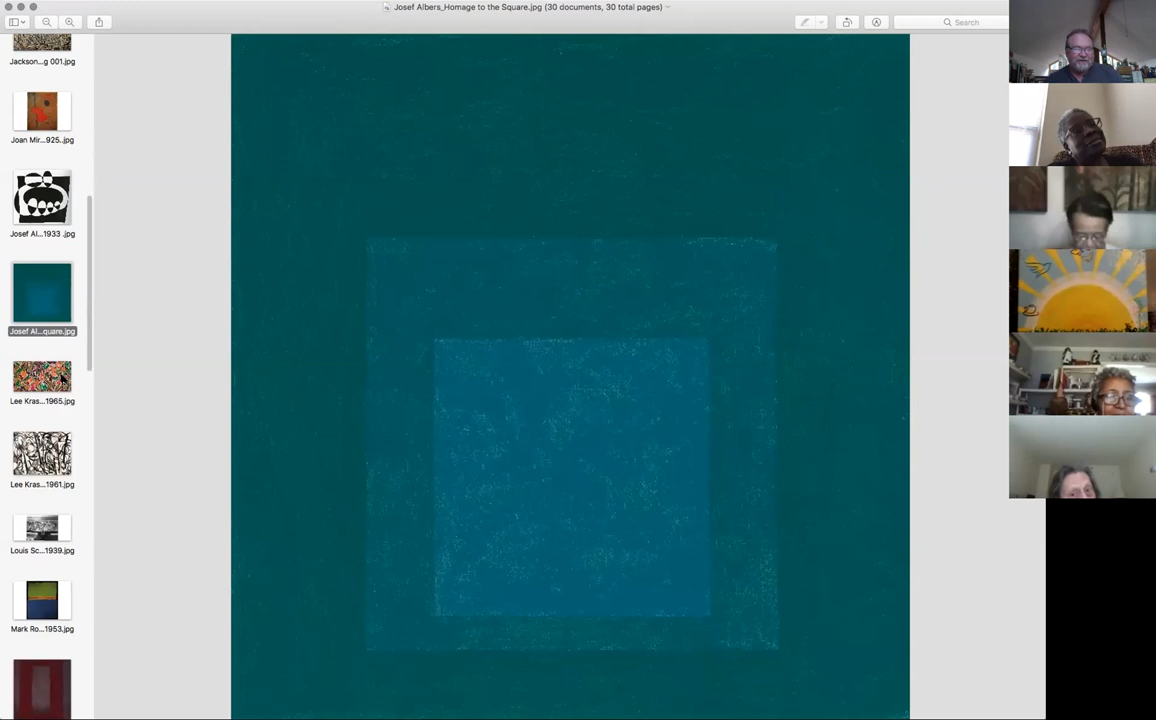 Josef Albers_Homage to the Square.jpg (30 documents, 30 total pages)
Search
Jackson...g 001.jpg
Joan Mir...925..jpg
Josef Al...1933 .jpg
Josef Al...quare.jpg
Lee Kras...1965.jpg
Lee Kras...1961.jpg
Louis Sc...1939.jpg
Mark Ro...1953.jpg